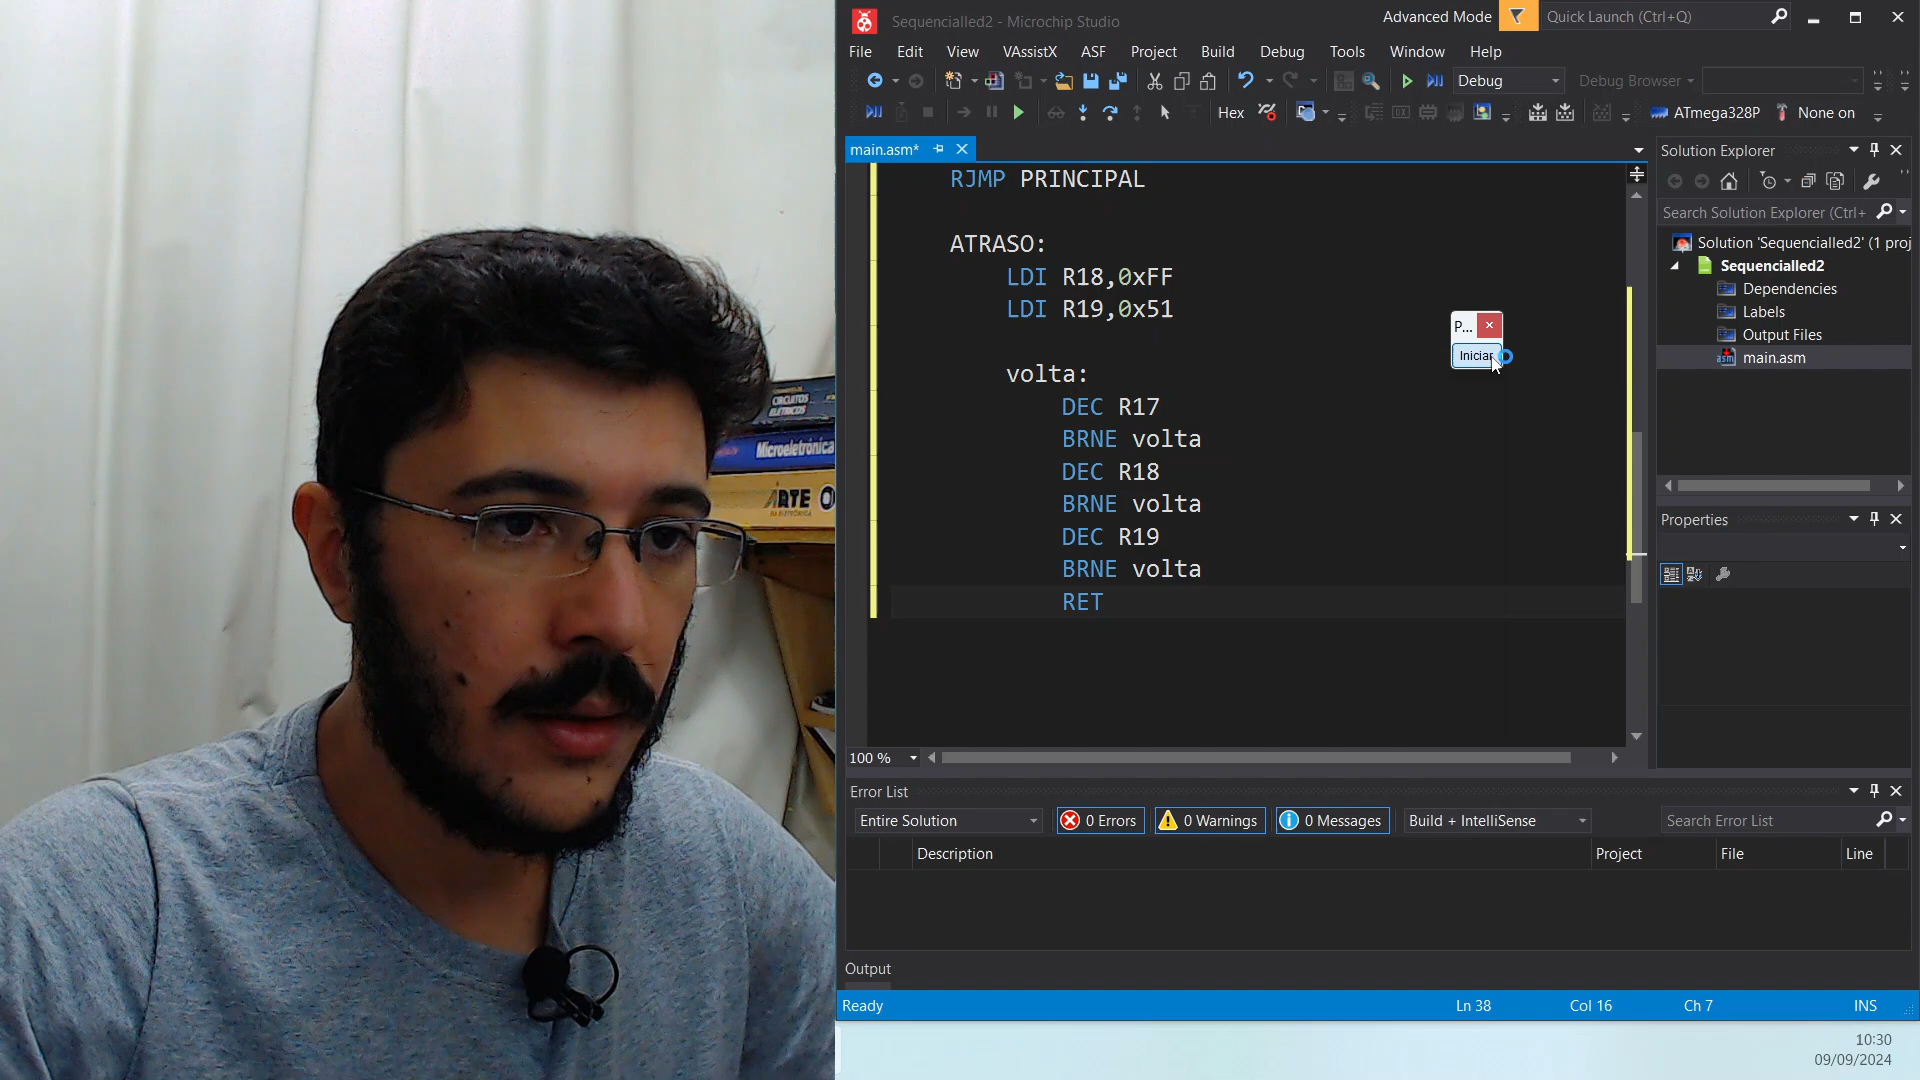 Sequencialled2 - Microchip Studio
Advanced Mode
Quick Launch (Ctrl+Q)
File Edit View VAssistX ASF Project Build Debug Tools Window Help
Debug
Debug Browser
Hex
ATmega328P
None on
main.asm*
RJMP PRINCIPAL
ATRASO:
LDI R18,0xFF
LDI R19,0x51
volta:
DEC R17
BRNE volta
DEC R18
BRNE volta
DEC R19
BRNE volta
RET
P...
Iniciar
Solution Explorer
Search Solution Explorer (Ctrl+
Solution 'Sequencialled2' (1 proj
Sequencialled2
Dependencies
Labels
Output Files
main.asm
Properties
100 %
Error List
Entire Solution
0 Errors
0 Warnings
0 Messages
Build + IntelliSense
Search Error List
Description
Project
File
Line
Output
Ready
Ln 38
Col 16
Ch 7
INS
10:30
09/09/2024
CIRCUITOS
ELÉTRICOS
Microeletrônica
ARTE